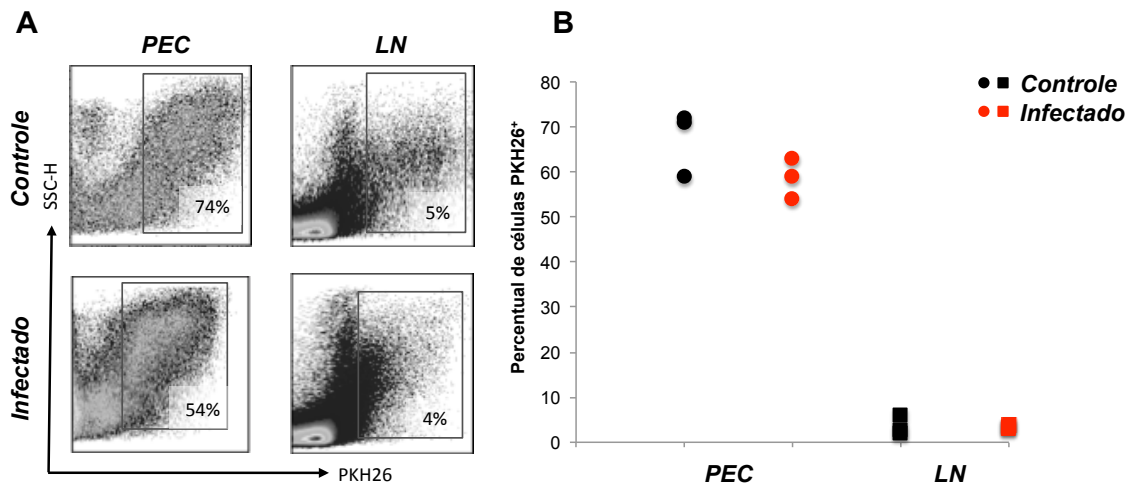 A
PEC
LN
Controle
SSC-H
74%
5%
Infectado
54%
4%
PKH26
B
Controle
Infectado
Percentual de células PKH26⁺
80
70
60
50
40
30
20
10
0
PEC
LN